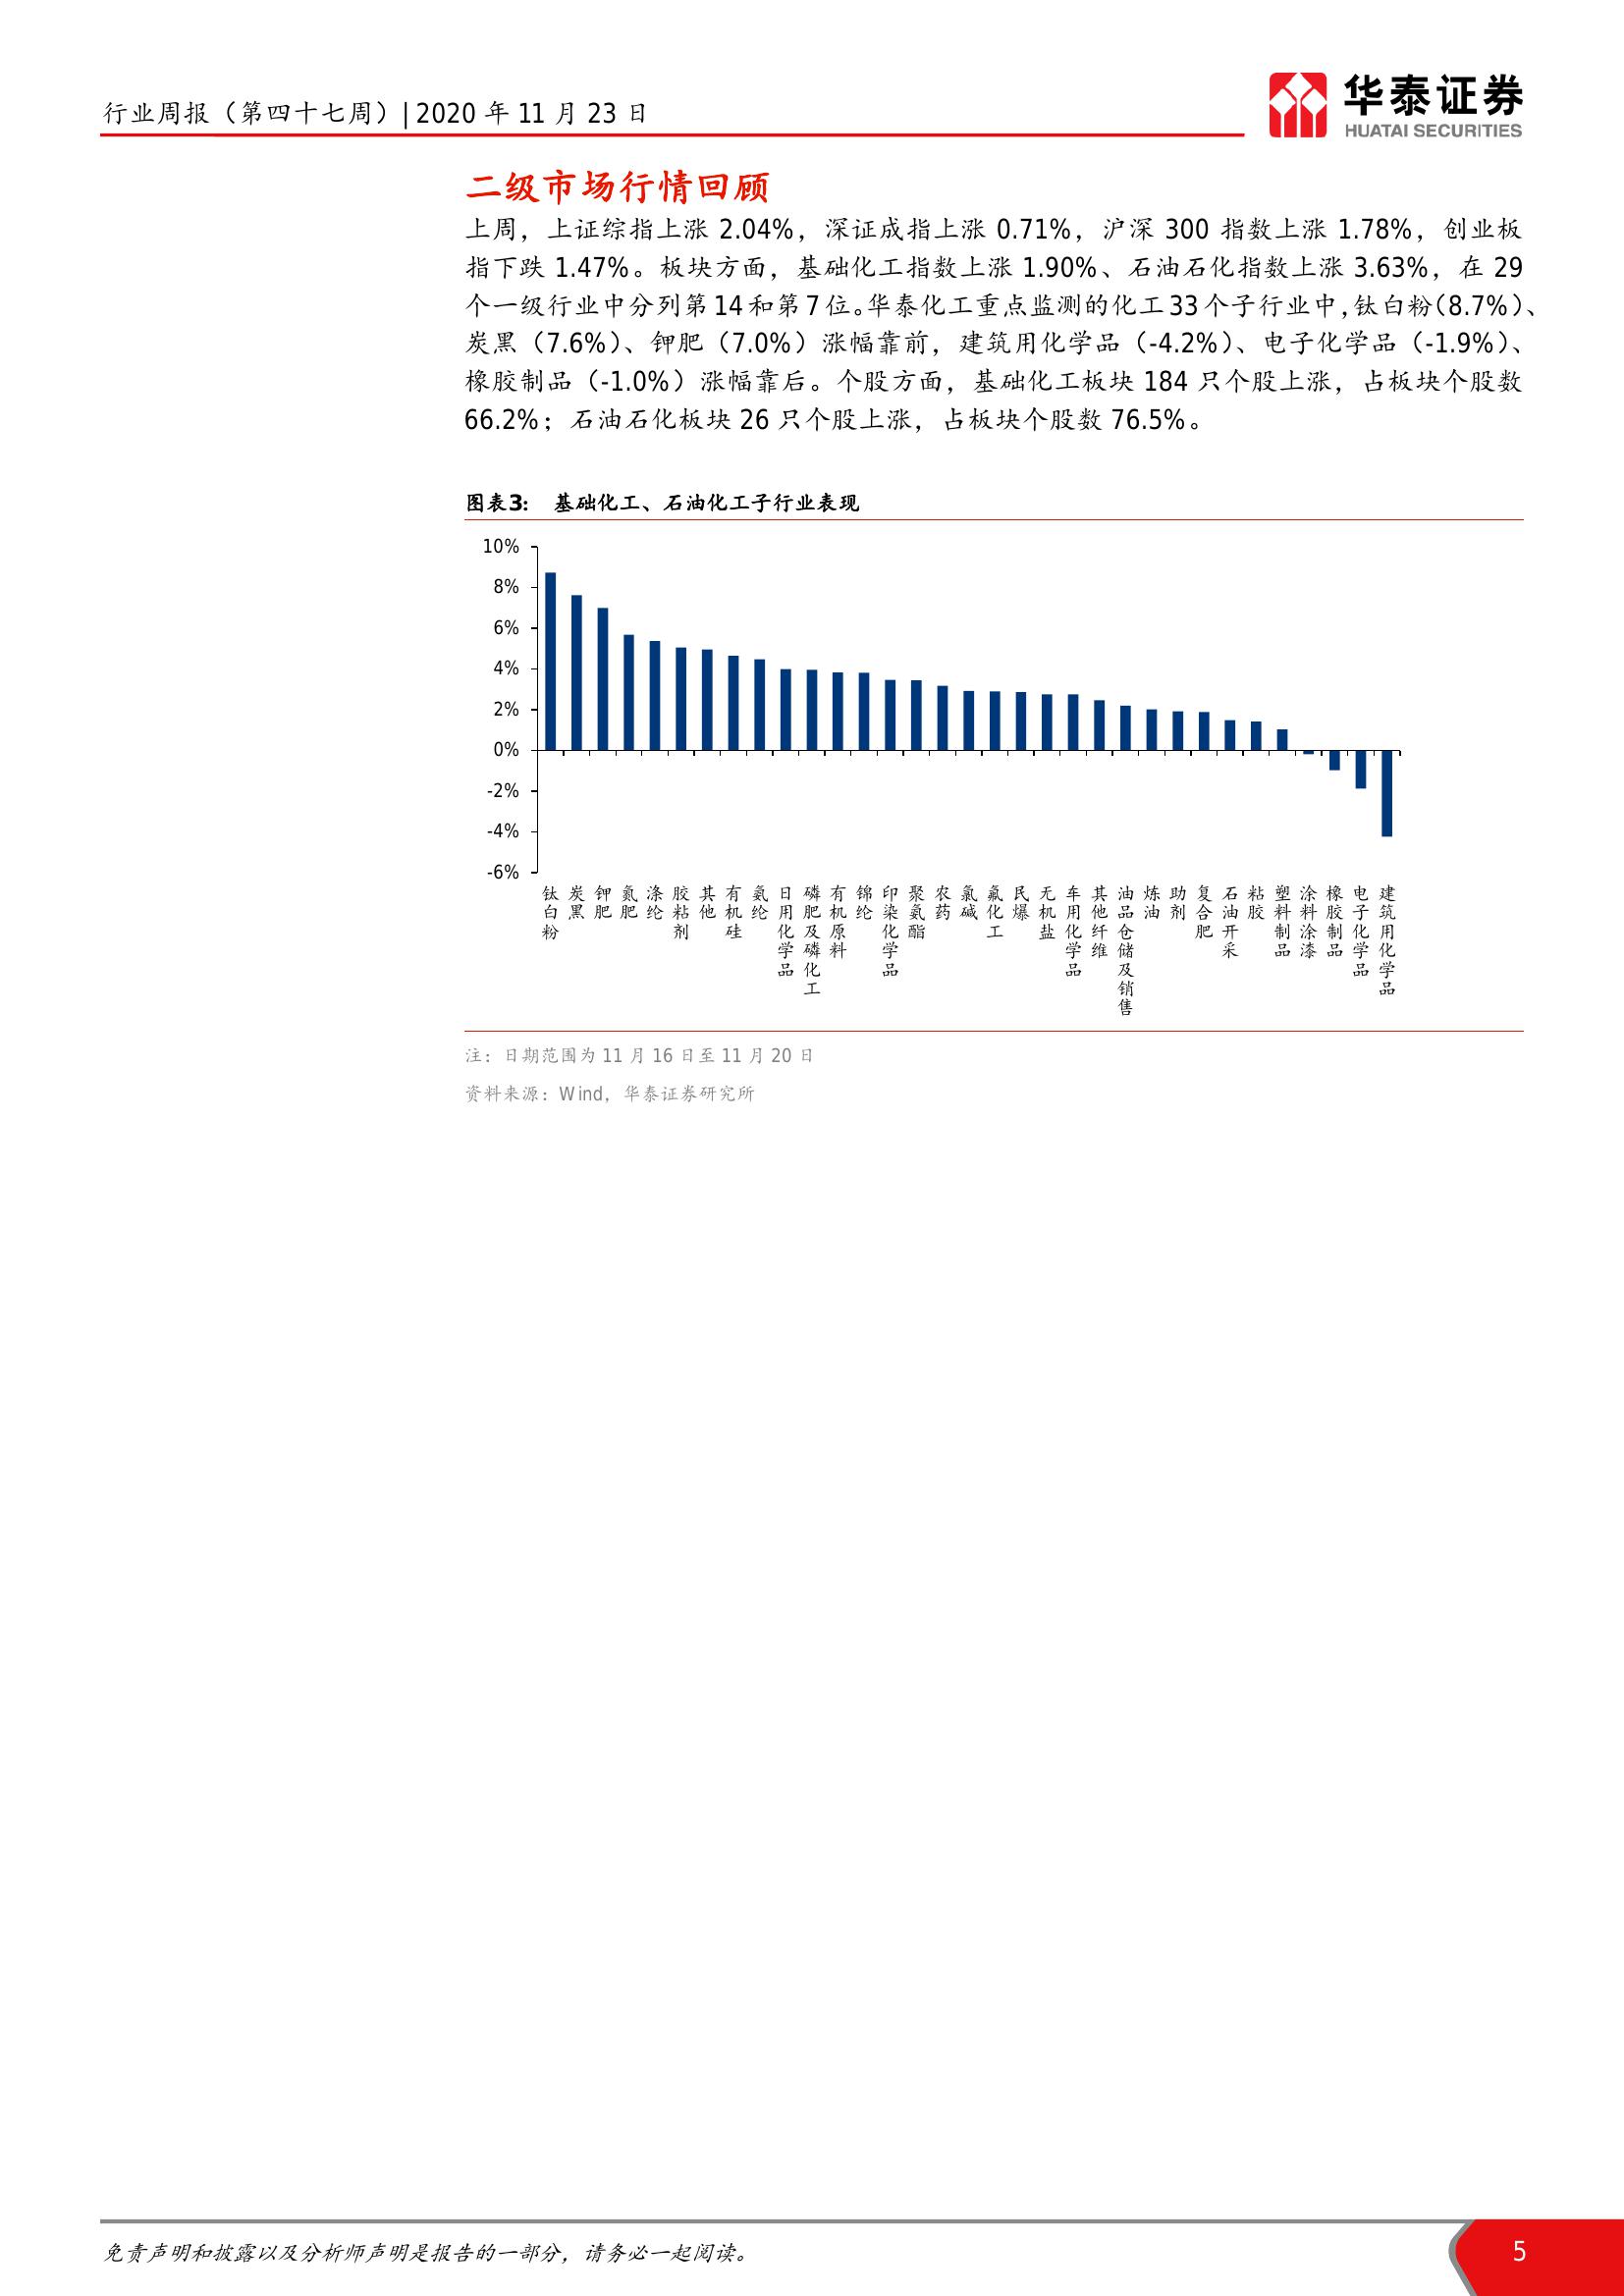 行业周报（第四十七周）| 2020 年 11 月 23 日
华泰证券
HUATAI SECURITIES
二级市场行情回顾
上周，上证综指上涨 2.04%，深证成指上涨 0.71%，沪深 300 指数上涨 1.78%，创业板
指下跌 1.47%。板块方面，基础化工指数上涨 1.90%、石油石化指数上涨 3.63%，在 29
个一级行业中分列第 14 和第 7 位。华泰化工重点监测的化工 33 个子行业中，钛白粉（8.7%）、
炭黑（7.6%）、钾肥（7.0%）涨幅靠前，建筑用化学品（-4.2%）、电子化学品（-1.9%）、
橡胶制品（-1.0%）涨幅靠后。个股方面，基础化工板块 184 只个股上涨，占板块个股数
66.2%；石油石化板块 26 只个股上涨，占板块个股数 76.5%。
图表3： 基础化工、石油化工子行业表现
10%
8%
6%
4%
2%
0%
-2%
-4%
-6%
钛白粉
炭黑
钾肥
氮肥
涤纶
胶粘剂
其他
有机硅
氨纶
日用化学品
磷肥及磷化工
有机原料
锦纶
印染化学品
聚氨酯
农药
氯碱
氟化工
民爆
无机盐
车用化学品
其他纤维
油品仓储及销售
炼油
助剂
复合肥
石油开采
粘胶
塑料制品
涂料涂漆
橡胶制品
电子化学品
建筑用化学品
注：日期范围为 11 月 16 日至 11 月 20 日
资料来源：Wind，华泰证券研究所
免责声明和披露以及分析师声明是报告的一部分，请务必一起阅读。
5